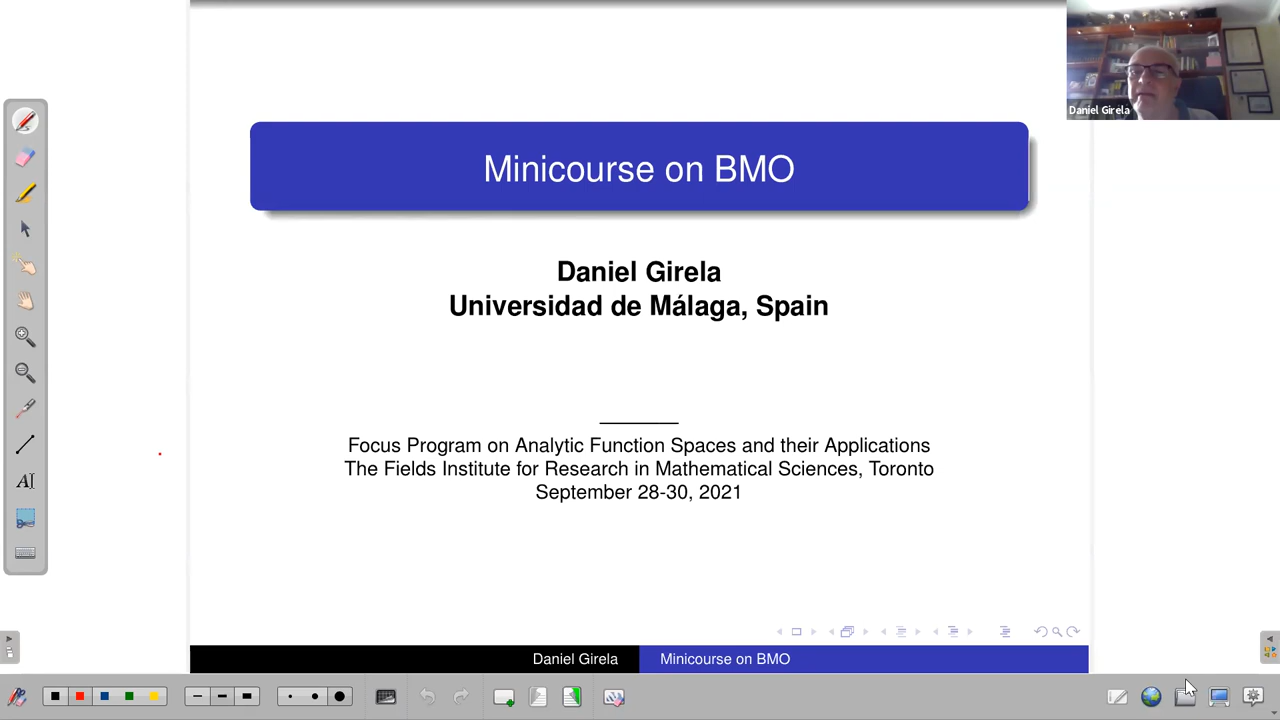 Daniel Girela
Minicourse on BMO
Daniel Girela
Universidad de Málaga, Spain
Focus Program on Analytic Function Spaces and their Applications
The Fields Institute for Research in Mathematical Sciences, Toronto
September 28-30, 2021
Daniel Girela
Minicourse on BMO